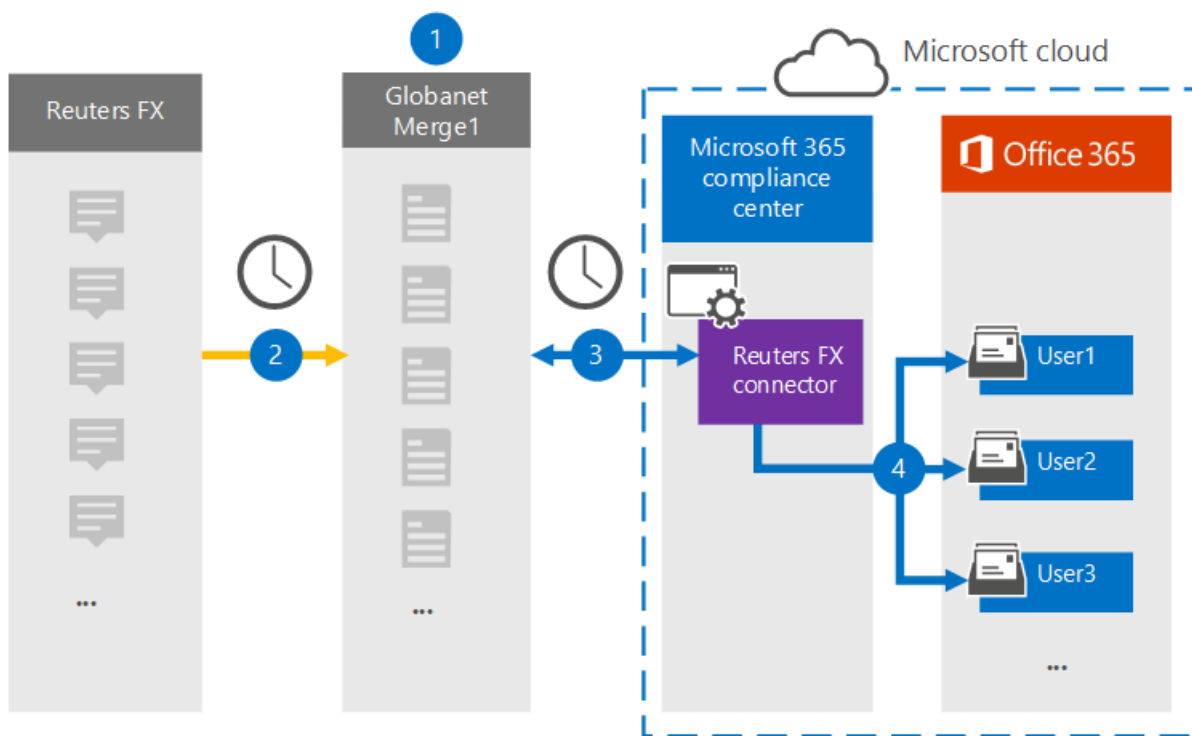 1
Microsoft cloud
Reuters FX
Globanet
Merge1
Microsoft 365
compliance
center
Office 365
2
3
Reuters FX
connector
4
User1
User2
User3
...
...
...